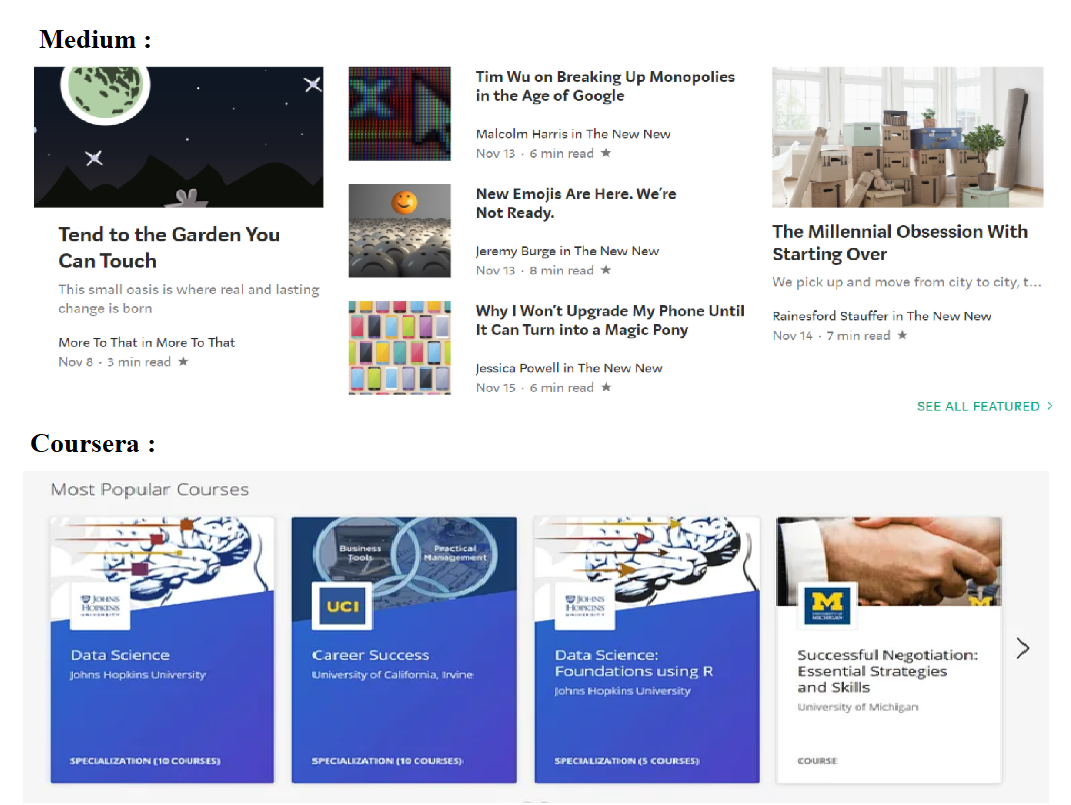 Medium :
Tend to the Garden You
Can Touch
This small oasis is where real and lasting
change is born
More To That in More To That
Nov 8 · 3 min read ★
Tim Wu on Breaking Up Monopolies
in the Age of Google
Malcolm Harris in The New New
Nov 13 · 6 min read ★
New Emojis Are Here. We're
Not Ready.
Jeremy Burge in The New New
Nov 13 · 8 min read ★
Why I Won't Upgrade My Phone Until
It Can Turn into a Magic Pony
Jessica Powell in The New New
Nov 15 · 6 min read ★
The Millennial Obsession With
Starting Over
We pick up and move from city to city, t...
Rainesford Stauffer in The New New
Nov 14 · 7 min read ★
SEE ALL FEATURED >
Coursera :
Most Popular Courses
JOHNS
HOPKINS
UNIVERSITY
Data Science
Johns Hopkins University
SPECIALIZATION (10 COURSES)
Business
Tools
Practical
Management
UCI
Career Success
University of California, Irvine
SPECIALIZATION (10 COURSES)
JOHNS
HOPKINS
UNIVERSITY
Data Science:
Foundations using R
Johns Hopkins University
SPECIALIZATION (5 COURSES)
M
UNIVERSITY OF
MICHIGAN
Successful Negotiation:
Essential Strategies
and Skills
University of Michigan
COURSE